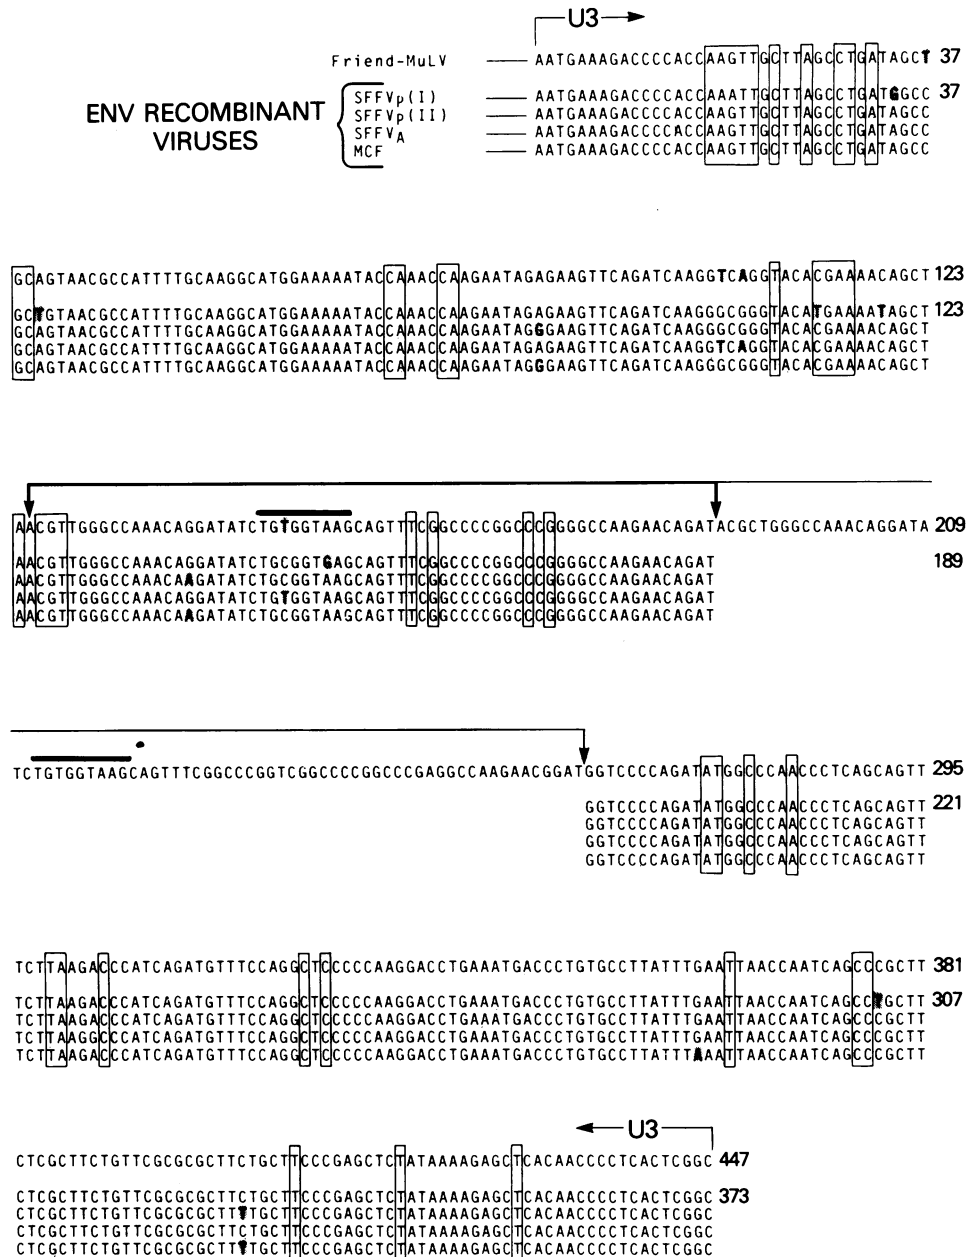 U3
Friend-MuLV AATGAAAGACCCCACCAAGTTGCTTAGCCTGATAGCT 37
ENV RECOMBINANT VIRUSES
SFFVp(I) AATGAAAGACCCCACCAAATTGCTTAGCCTGATGGCC 37
SFFVp(II) AATGAAAGACCCCACCAAGTTGCTTAGCCTGATAGCC
SFFVA AATGAAAGACCCCACCAAGTTGCTTAGCCTGATAGCC
MCF AATGAAAGACCCCACCAAGTTGCTTAGCCTGATAGCC
GCAGTAACGCCATTTTGCAAGGCATGGAAAAATACCAAACCAAGAATAGAGAAGTTCAGATCAAGGTCAGGTACACGAAAACAGCT 123
GCTGTAACGCCATTTTGCAAGGCATGGAAAAATACCAAACCAAGAATAGAGAAGTTCAGATCAAGGGCGGGTACATGAAAATAGCT 123
GCAGTAACGCCATTTTGCAAGGCATGGAAAAATACCAAACCAAGAATAGGGAAGTTCAGATCAAGGGCGGGTACACGAAAACAGCT
GCAGTAACGCCATTTTGCAAGGCATGGAAAAATACCAAACCAAGAATAGAGAAGTTCAGATCAAGGTCAGGTACACGAAAACAGCT
GCAGTAACGCCATTTTGCAAGGCATGGAAAAATACCAAACCAAGAATAGGGAAGTTCAGATCAAGGGCGGGTACACGAAAACAGCT
AACGTTGGGCCAAACAGGATATCTGTGGTAAGCAGTTTCGGCCCCGGCCCGGGGCCAAGAACAGATACGCTGGGCCAAACAGGATA 209
AACGTTGGGCCAAACAGGATATCTGCGGTGAGCAGTTTCGGCCCCGGCCCGGGGCCAAGAACAGAT 189
AACGTTGGGCCAAACAAGATATCTGCGGTAAGCAGTTTCGGCCCCGGCCCGGGGCCAAGAACAGAT
AACGTTGGGCCAAACAGGATATCTGTGGTAAGCAGTTTCGGCCCCGGCCCGGGGCCAAGAACAGAT
AACGTTGGGCCAAACAAGATATCTGCGGTAAGCAGTTTCGGCCCCGGCCCGGGGCCAAGAACAGAT
TCTGTGGTAAGCAGTTTCGGCCCGGTCGGCCCCGGCCCGAGGCCAAGAACGGATGGTCCCCAGATATGGCCCAACCCTCAGCAGTT 295
GGTCCCCAGATATGGCCCAACCCTCAGCAGTT 221
GGTCCCCAGATATGGCCCAACCCTCAGCAGTT
GGTCCCCAGATATGGCCCAACCCTCAGCAGTT
GGTCCCCAGATATGGCCCAACCCTCAGCAGTT
TCTTAAGACCCATCAGATGTTTCCAGGCTCCCCCAAGGACCTGAAATGACCCTGTGCCTTATTTGAATTAACCAATCAGCCCGCTT 381
TCTTAAGACCCATCAGATGTTTCCAGGCTCCCCCAAGGACCTGAAATGACCCTGTGCCTTATTTGAATTAACCAATCAGCCTGCTT 307
TCTTAAGACCCATCAGATGTTTCCAGGCTCCCCCAAGGACCTGAAATGACCCTGTGCCTTATTTGAATTAACCAATCAGCCCGCTT
TCTTAAGGCCCATCAGATGTTTCCAGGCTCCCCCAAGGACCTGAAATGACCCTGTGCCTTATTTGAATTAACCAATCAGCCCGCTT
TCTTAAGACCCATCAGATGTTTCCAGGCTCCCCCAAGGACCTGAAATGACCCTGTGCCTTATTTAAATTAACCAATCAGCCCGCTT
U3
CTCGCTTCTGTTCGCGCGCTTCTGCTTCCCGAGCTCTATAAAAGAGCTCACAACCCCTCACTCGGC 447
CTCGCTTCTGTTCGCGCGCTTCTGCTTCCCGAGCTCTATAAAAGAGCTCACAACCCCTCACTCGGC 373
CTCGCTTCTGTTCGCGCGCTTTTGCTTCCCGAGCTCTATAAAAGAGCTCACAACCCCTCACTCGGC
CTCGCTTCTGTTCGCGCGCTTCTGCTTCCCGAGCTCTATAAAAGAGCTCACAACCCCTCACTCGGC
CTCGCTTCTGTTCGCGCGCTTTTGCTTCCCGAGCTCTATAAAAGAGCTCACAACCCCTCACTCGGC